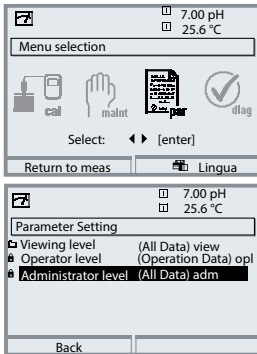 7.00 pH
25.6 °C
Menu selection
cal maint par diag
Select: [enter]
Return to meas Lingua
7.00 pH
25.6 °C
Parameter Setting
Viewing level (All Data) view
Operator level (Operation Data) opl
Administrator level (All Data) adm
Back